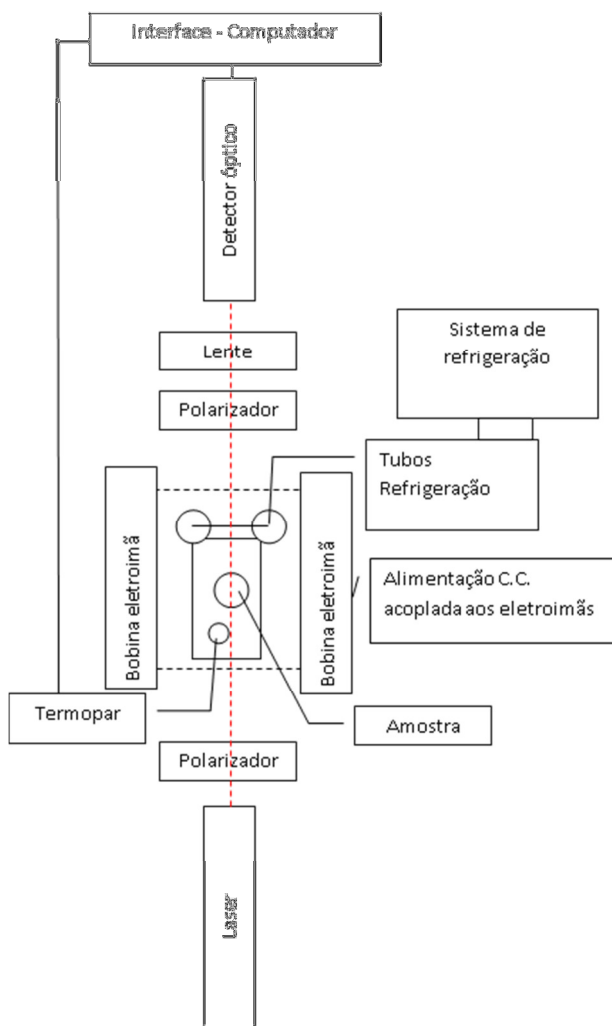 Interface - Computador
Detector óptico
Lente
Polarizador
Sistema de
refrigeração
Tubos
Refrigeração
Bobina eletroimã
Bobina eletroimã
Alimentação C.C.
acoplada aos eletroimãs
Termopar
Amostra
Polarizador
Laser